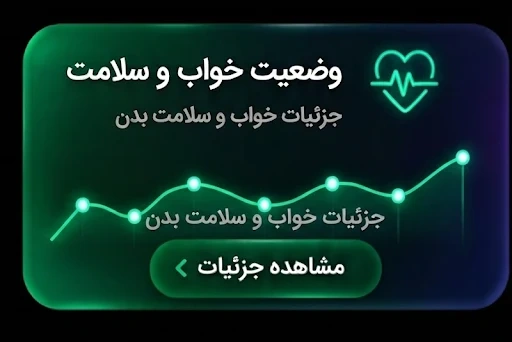 وضعیت خواب و سلامت
جزئیات خواب و سلامت بدن
جزئیات خواب و سلامت بدن
مشاهده جزئیات